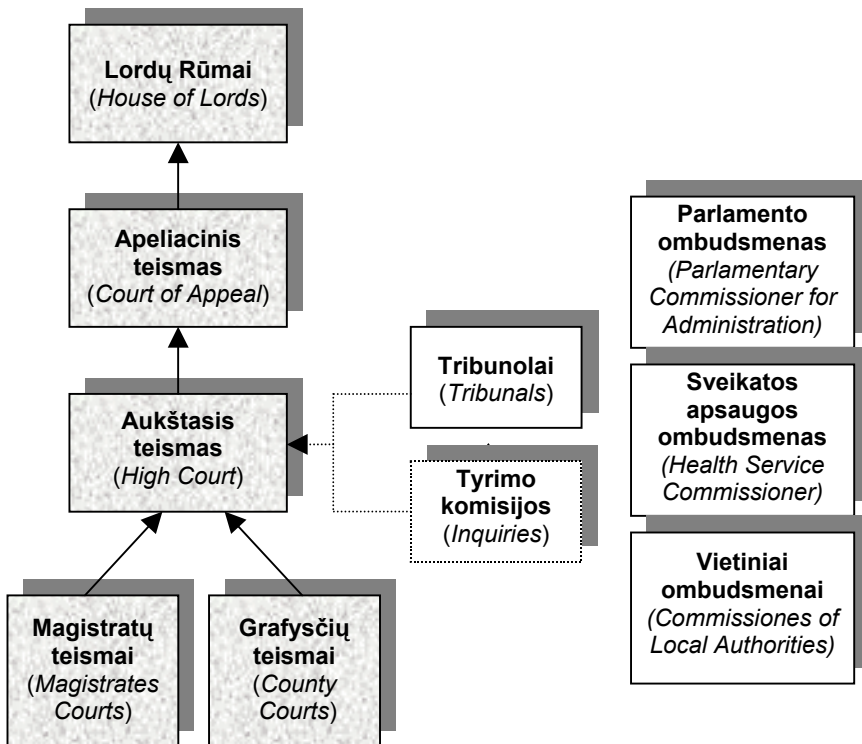 Lordų Rūmai
(House of Lords)
Apeliacinis
teismas
(Court of Appeal)
Aukštasis
teismas
(High Court)
Magistratų
teismai
(Magistrates
Courts)
Grafysčių
teismai
(County
Courts)
Tribunolai
(Tribunals)
Tyrimo
komisijos
(Inquiries)
Parlamento
ombudsmenas
(Parlamentary
Commissioner for
Administration)
Sveikatos
apsaugos
ombudsmenas
(Health Service
Commissioner)
Vietiniai
ombudsmenai
(Commissiones of
Local Authorities)